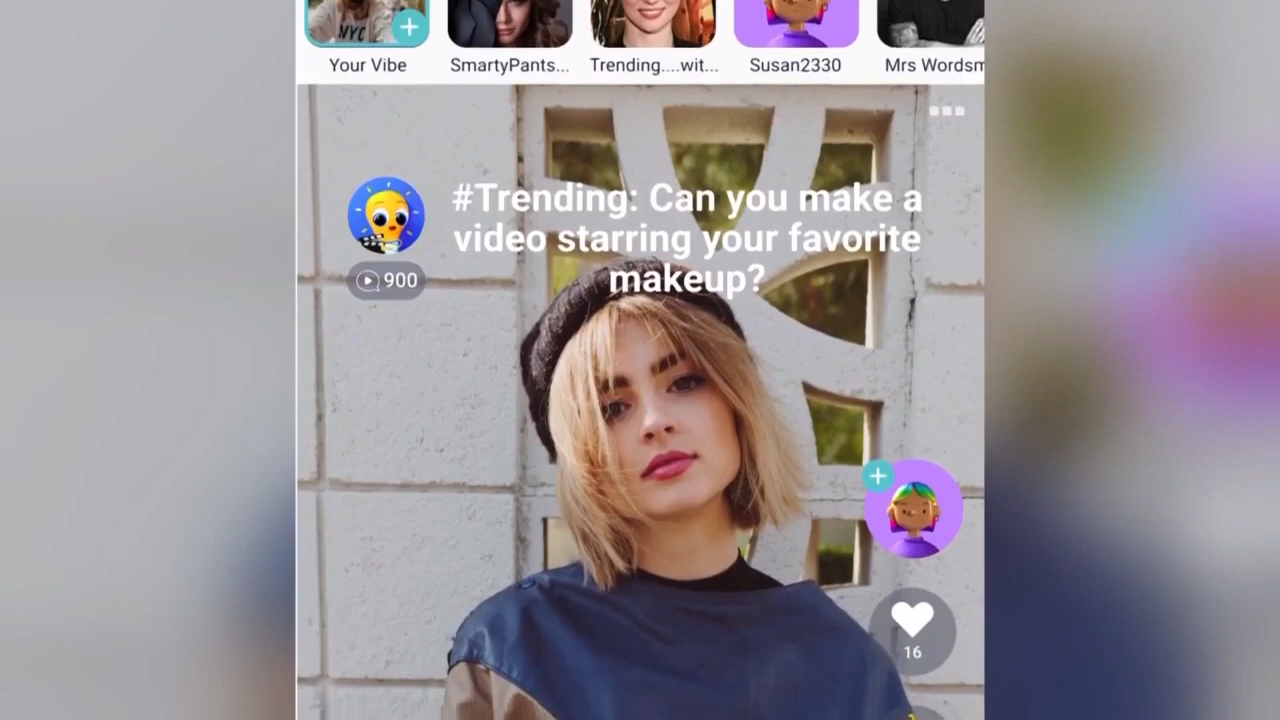 NYC
Your Vibe
SmartyPants...
Trending....wit...
Susan2330
Mrs Wordsm
#Trending: Can you make a
video starring your favorite
makeup?
900
16